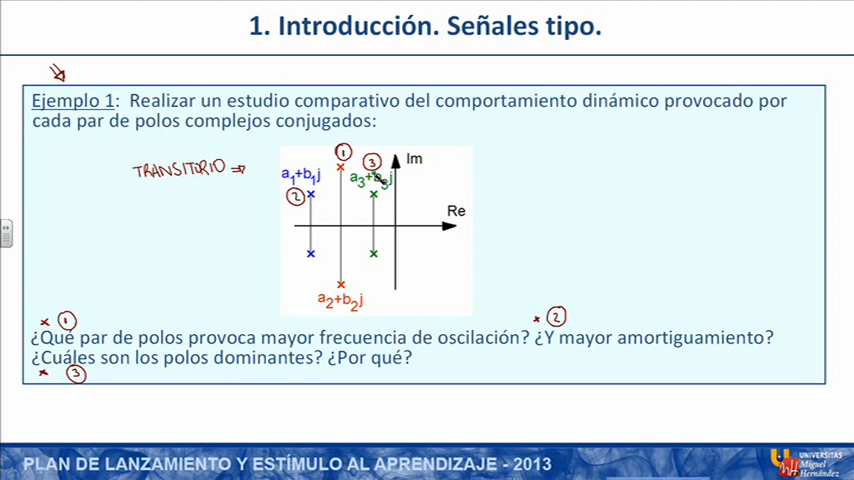 1. Introducción. Señales tipo.
Ejemplo 1: Realizar un estudio comparativo del comportamiento dinámico provocado por
cada par de polos complejos conjugados:
TRANSITORIO ⇒
1
3
Im
a1+b1j
a3+b3j
2
Re
a2+b2j
1
2
¿Qué par de polos provoca mayor frecuencia de oscilación? ¿Y mayor amortiguamiento?
¿Cuáles son los polos dominantes? ¿Por qué?
3
PLAN DE LANZAMIENTO Y ESTÍMULO AL APRENDIZAJE - 2013
UNIVERSITAS
Miguel
Hernández